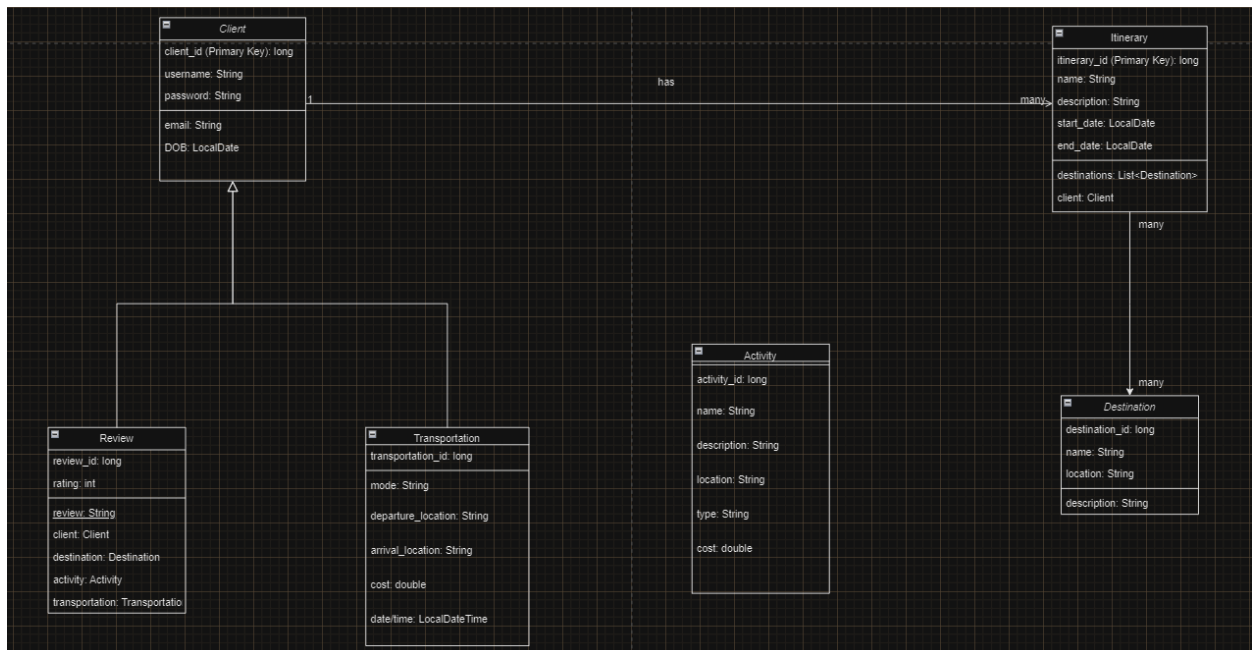 Client
client_id (Primary Key): long
username: String
password: String
email: String
DOB: LocalDate
1
has
many
Itinerary
itinerary_id (Primary Key): long
name: String
description: String
start_date: LocalDate
end_date: LocalDate
destinations: List<Destination>
client: Client
many
many
Review
review_id: long
rating: int
review: String
client: Client
destination: Destination
activity: Activity
transportation: Transportatio
Transportation
transportation_id: long
mode: String
departure_location: String
arrival_location: String
cost: double
date/time: LocalDateTime
Activity
activity_id: long
name: String
description: String
location: String
type: String
cost: double
Destination
destination_id: long
name: String
location: String
description: String